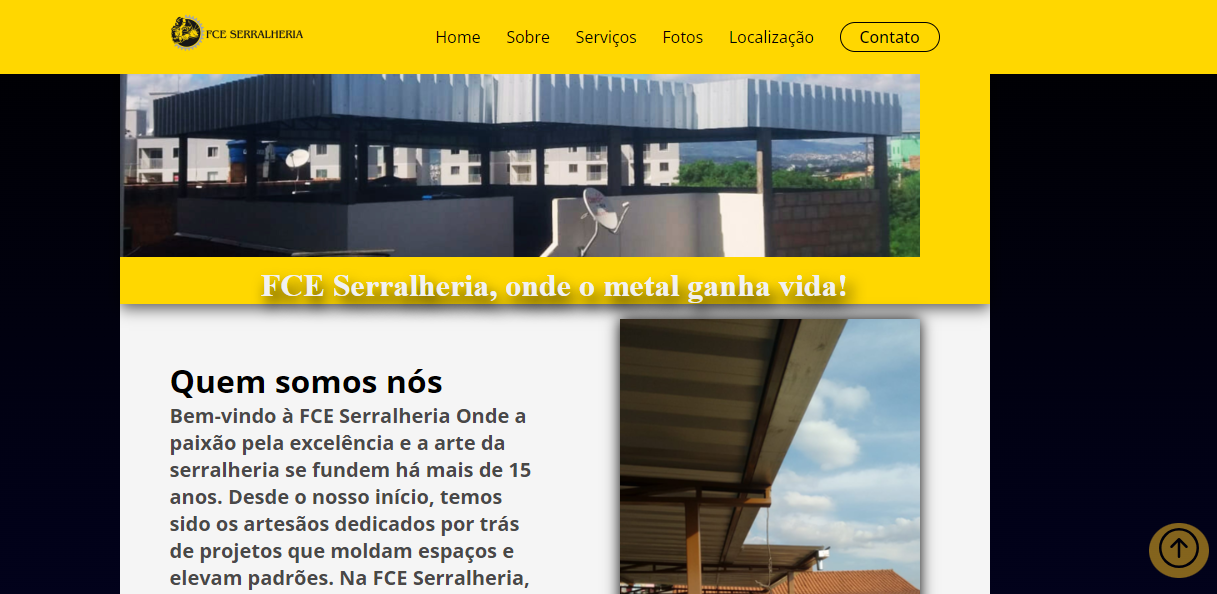 FCE SERRALHERIA
Home Sobre Serviços Fotos Localização Contato
FCE Serralheria, onde o metal ganha vida!
Quem somos nós
Bem-vindo à FCE Serralheria Onde a
paixão pela excelência e a arte da
serralheria se fundem há mais de 15
anos. Desde o nosso início, temos
sido os artesãos dedicados por trás
de projetos que moldam espaços e
elevam padrões. Na FCE Serralheria,